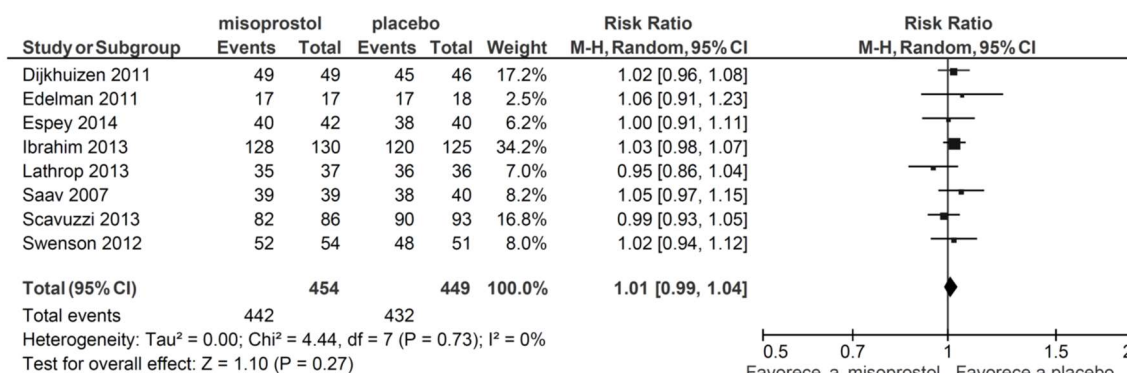 misoprostol placebo Risk Ratio Risk Ratio
Study or Subgroup Events Total Events Total Weight M-H, Random, 95% CI M-H, Random, 95% CI
Dijkhuizen 2011 49 49 45 46 17.2% 1.02 [0.96, 1.08]
Edelman 2011 17 17 17 18 2.5% 1.06 [0.91, 1.23]
Espey 2014 40 42 38 40 6.2% 1.00 [0.91, 1.11]
Ibrahim 2013 128 130 120 125 34.2% 1.03 [0.98, 1.07]
Lathrop 2013 35 37 36 36 7.0% 0.95 [0.86, 1.04]
Saav 2007 39 39 38 40 8.2% 1.05 [0.97, 1.15]
Scavuzzi 2013 82 86 90 93 16.8% 0.99 [0.93, 1.05]
Swenson 2012 52 54 48 51 8.0% 1.02 [0.94, 1.12]
Total (95% CI) 454 449 100.0% 1.01 [0.99, 1.04]
Total events 442 432
Heterogeneity: Tau² = 0.00; Chi² = 4.44, df = 7 (P = 0.73); I² = 0%
Test for overall effect: Z = 1.10 (P = 0.27)
0.5 0.7 1 1.5 2
Favorece a misoprostol Favorece a placebo